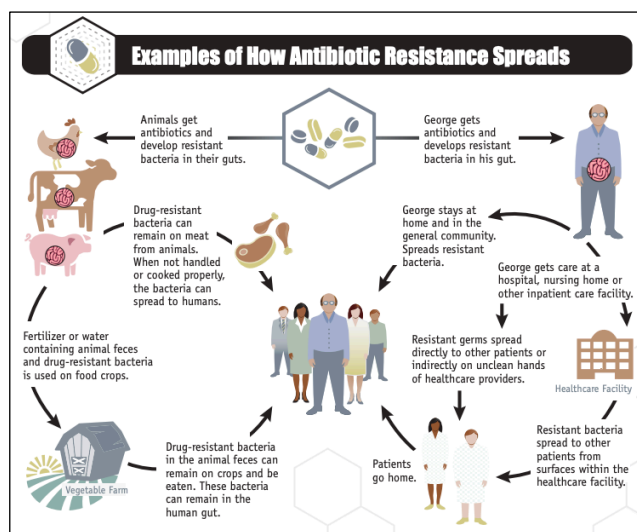 Examples of How Antibiotic Resistance Spreads
Animals get
antibiotics and
develop resistant
bacteria in their guts.
George gets
antibiotics and
develops resistant
bacteria in his gut.
Drug-resistant
bacteria can
remain on meat
from animals.
When not handled
or cooked properly,
the bacteria can
spread to humans.
George stays at
home and in the
general community.
Spreads resistant
bacteria.
George gets care at a
hospital, nursing home or
other inpatient care facility.
Fertilizer or water
containing animal feces
and drug-resistant bacteria
is used on food crops.
Resistant germs spread
directly to other patients or
indirectly on unclean hands
of healthcare providers.
Healthcare Facility
Vegetable Farm
Drug-resistant bacteria
in the animal feces can
remain on crops and be
eaten. These bacteria
can remain in the
human gut.
Patients
go home.
Resistant bacteria
spread to other
patients from
surfaces within the
healthcare facility.